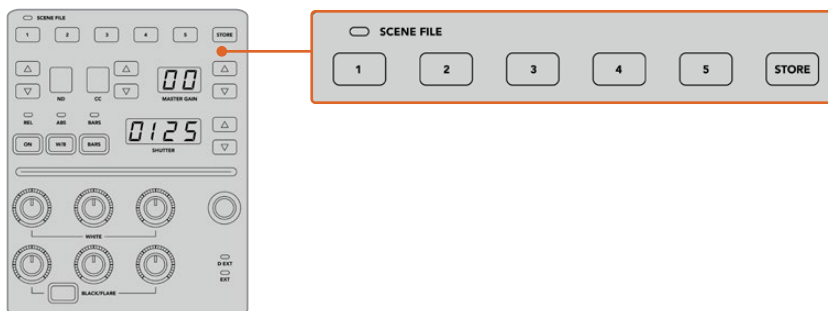 SCENE FILE
1 2 3 4 5 STORE
00
ND CC MASTER GAIN
REL ABS BARS
ON W/B BARS
0125
SHUTTER
WHITE
D EXT
EXT
BLACK/FLARE
SCENE FILE
1 2 3 4 5 STORE